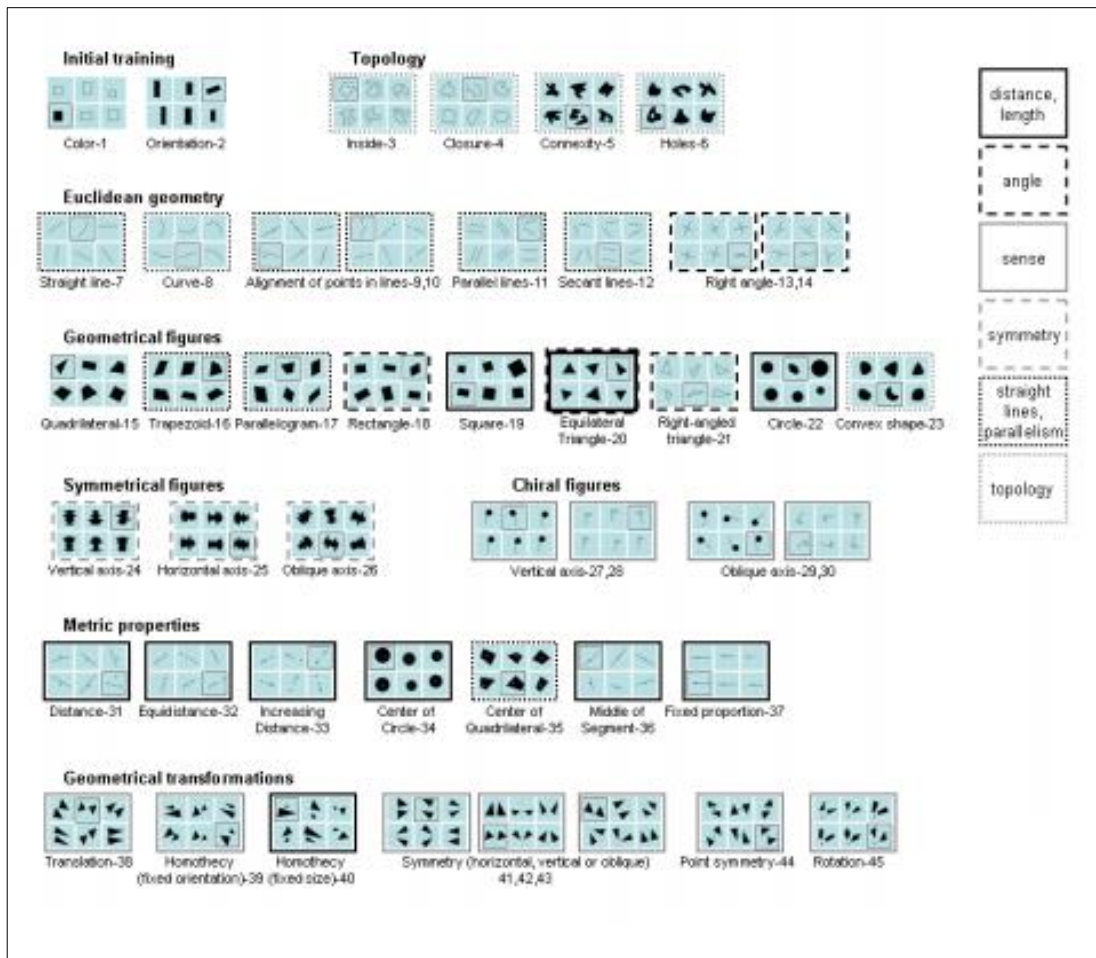 Initial training
Topology
Color-1
Orientation-2
Inside-3
Closure-4
Connexity-5
Holes-6
Euclidean geometry
Straight line-7
Curve-8
Alignment of points in lines-9,10
Parallel lines-11
Secant lines-12
Right angle-13,14
Geometrical figures
Quadrilateral-15
Trapezoid-16
Parallelogram-17
Rectangle-18
Square-19
Equilateral
Triangle-20
Right-angled
triangle-21
Circle-22
Convex shape-23
Symmetrical figures
Chiral figures
Vertical axis-24
Horizontal axis-25
Oblique axis-26
Vertical axis-27,28
Oblique axis-29,30
Metric properties
Distance-31
Equidistance-32
Increasing
Distance-33
Center of
Circle-34
Center of
Quadrilateral-35
Middle of
Segment-36
Fixed proportion-37
Geometrical transformations
Translation-38
Homothecy
(fixed orientation)-39
Homothecy
(fixed size)-40
Symmetry (horizontal, vertical or oblique)
41,42,43
Point symmetry-44
Rotation-45
distance,
length
angle
sense
symmetry
straight
lines,
parallelism
topology